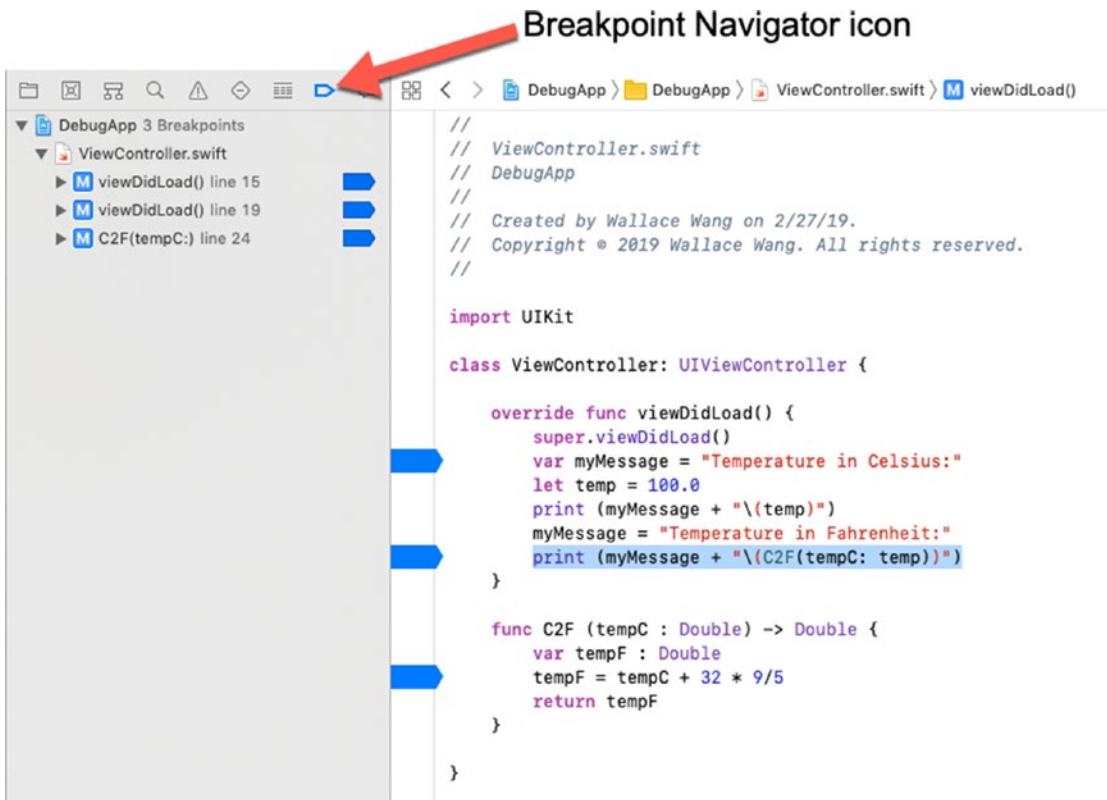 Breakpoint Navigator icon
DebugApp 〉 DebugApp 〉 ViewController.swift 〉 M viewDidLoad()
DebugApp 3 Breakpoints
ViewController.swift
M viewDidLoad() line 15
M viewDidLoad() line 19
M C2F(tempC:) line 24
//
//  ViewController.swift
//  DebugApp
//
//  Created by Wallace Wang on 2/27/19.
//  Copyright © 2019 Wallace Wang. All rights reserved.
//
import UIKit
class ViewController: UIViewController {
    override func viewDidLoad() {
        super.viewDidLoad()
        var myMessage = "Temperature in Celsius:"
        let temp = 100.0
        print (myMessage + "\(temp)")
        myMessage = "Temperature in Fahrenheit:"
        print (myMessage + "\(C2F(tempC: temp))")
    }
    func C2F (tempC : Double) -> Double {
        var tempF : Double
        tempF = tempC + 32 * 9/5
        return tempF
    }
}